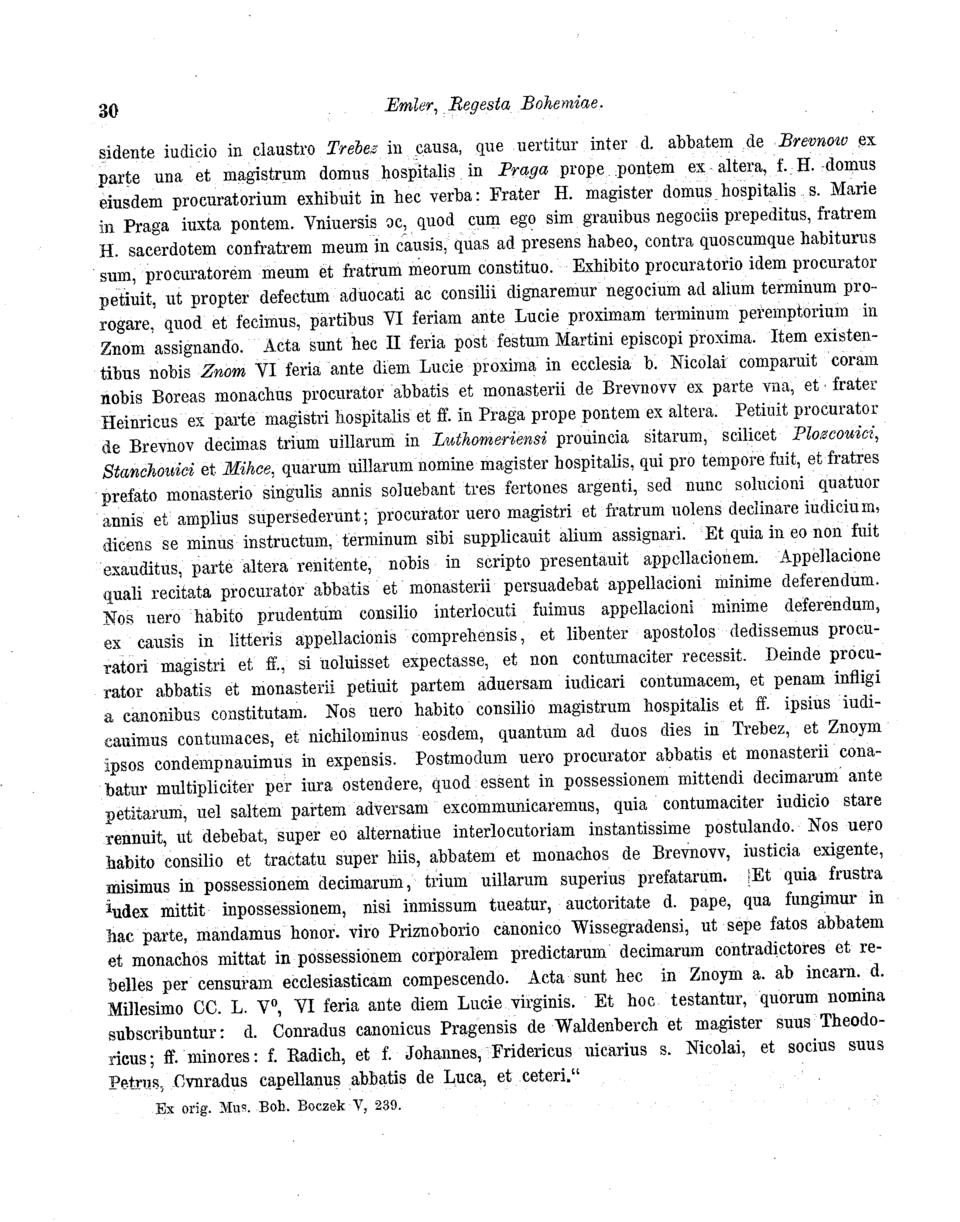 30
Emler, Regesta Bohemiae.
sidente iudicio in claustro Trebez in causa, que uertitur inter d. abbatem de Brevnow ex
parte una et magistrum domus hospitalis in Praga prope pontem ex altera, f. H. domus
eiusdem procuratorium exhibuit in hec verba: Frater H. magister domus hospitalis s. Marie
in Praga iuxta pontem. Vniuersis ɔc, quod cum ego sim grauibus negociis prepeditus, fratrem
H. sacerdotem confratrem meum in causis, quas ad presens habeo, contra quoscumque habiturus
sum, procuratorem meum et fratrum meorum constituo. Exhibito procuratorio idem procurator
petiuit, ut propter defectum aduocati ac consilii dignaremur negocium ad alium terminum pro-
rogare, quod et fecimus, partibus VI feriam ante Lucie proximam terminum peremptorium in
Znom assignando. Acta sunt hec II feria post festum Martini episcopi proxima. Item existen-
tibus nobis Znom VI feria ante diem Lucie proxima in ecclesia b. Nicolai comparuit coram
nobis Boreas monachus procurator abbatis et monasterii de Brevnovv ex parte vna, et frater
Heinricus ex parte magistri hospitalis et ff. in Praga prope pontem ex altera. Petiuit procurator
de Brevnov decimas trium uillarum in Luthomeriensi prouincia sitarum, scilicet Ploscouici,
Stanchouici et Mihce, quarum uillarum nomine magister hospitalis, qui pro tempore fuit, et fratres
prefato monasterio singulis annis soluebant tres fertones argenti, sed nunc solucioni quatuor
annis et amplius supersederunt; procurator uero magistri et fratrum uolens declinare iudicium,
dicens se minus instructum, terminum sibi supplicauit alium assignari. Et quia in eo non fuit
exauditus, parte altera renitente, nobis in scripto presentauit appellacionem. Appellacione
quali recitata procurator abbatis et monasterii persuadebat appellacioni minime deferendum.
Nos uero habito prudentum consilio interlocuti fuimus appellacioni minime deferendum,
ex causis in litteris appellacionis comprehensis, et libenter apostolos dedissemus procu-
ratori magistri et ff., si uoluisset expectasse, et non contumaciter recessit. Deinde procu-
rator abbatis et monasterii petiuit partem aduersam iudicari contumacem, et penam infligi
a canonibus constitutam. Nos uero habito consilio magistrum hospitalis et ff. ipsius iudi-
cauimus contumaces, et nichilominus eosdem, quantum ad duos dies in Trebez, et Znoym
ipsos condempnauimus in expensis. Postmodum uero procurator abbatis et monasterii cona-
batur multipliciter per iura ostendere, quod essent in possessionem mittendi decimarum ante
petitarum, uel saltem partem adversam excommunicaremus, quia contumaciter iudicio stare
rennuit, ut debebat, super eo alternatiue interlocutoriam instantissime postulando. Nos uero
habito consilio et tractatu super hiis, abbatem et monachos de Brevnovv, iusticia exigente,
misimus in possessionem decimarum, trium uillarum superius prefatarum. Et quia frustra
iudex mittit inpossessionem, nisi inmissum tueatur, auctoritate d. pape, qua fungimur in
hac parte, mandamus honor. viro Priznoborio canonico Wissegradensi, ut sepe fatos abbatem
et monachos mittat in possessionem corporalem predictarum decimarum contradictores et re-
belles per censuram ecclesiasticam compescendo. Acta sunt hec in Znoym a. ab incarn. d.
Millesimo CC. L. Vº, VI feria ante diem Lucie virginis. Et hoc testantur, quorum nomina
subscribuntur: d. Conradus canonicus Pragensis de Waldenberch et magister suus Theodo-
ricus; ff. minores: f. Radich, et f. Johannes, Fridericus uicarius s. Nicolai, et socius suus
Petrus, Cvnradus capellanus abbatis de Luca, et ceteri.“
Ex orig. Mus. Boh. Boczek V, 239.